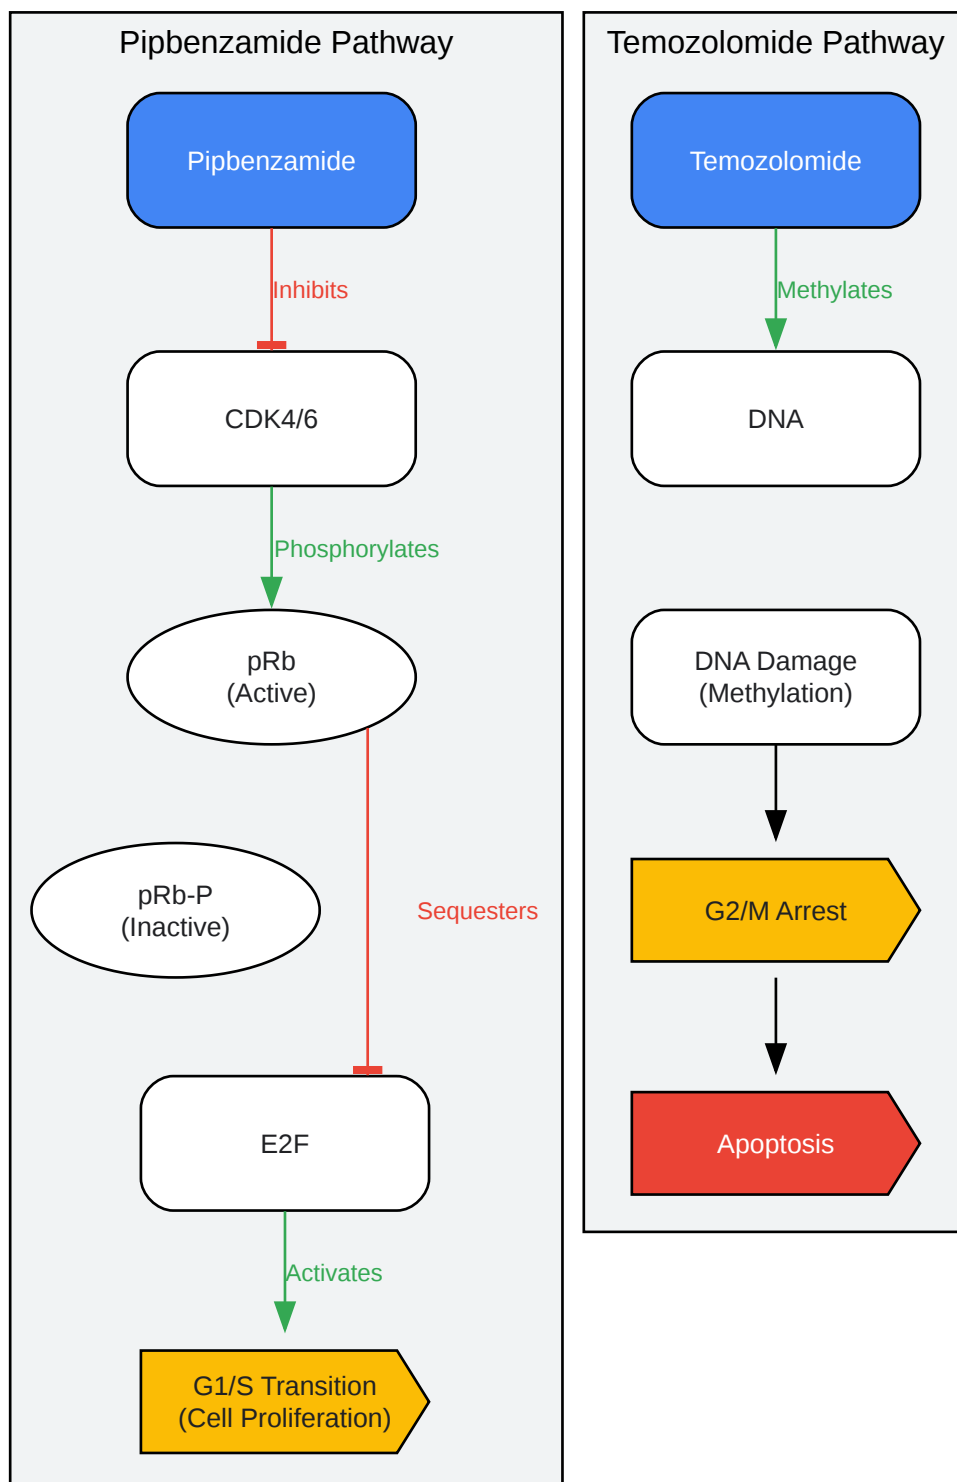 Pipbenzamide Pathway
Pipbenzamide
Inhibits
CDK4/6
Phosphorylates
pRb
(Active)
pRb-P
(Inactive)
Sequesters
E2F
Activates
G1/S Transition
(Cell Proliferation)
Temozolomide Pathway
Temozolomide
Methylates
DNA
DNA Damage
(Methylation)
G2/M Arrest
Apoptosis